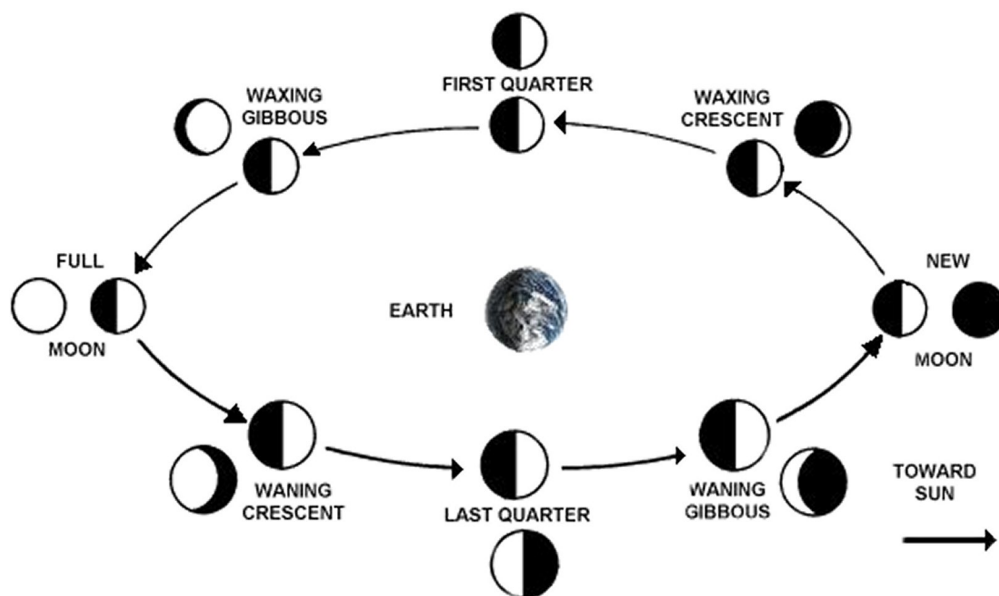 FIRST QUARTER
WAXING
GIBBOUS
WAXING
CRESCENT
FULL
MOON
EARTH
NEW
MOON
WANING
CRESCENT
LAST QUARTER
WANING
GIBBOUS
TOWARD
SUN